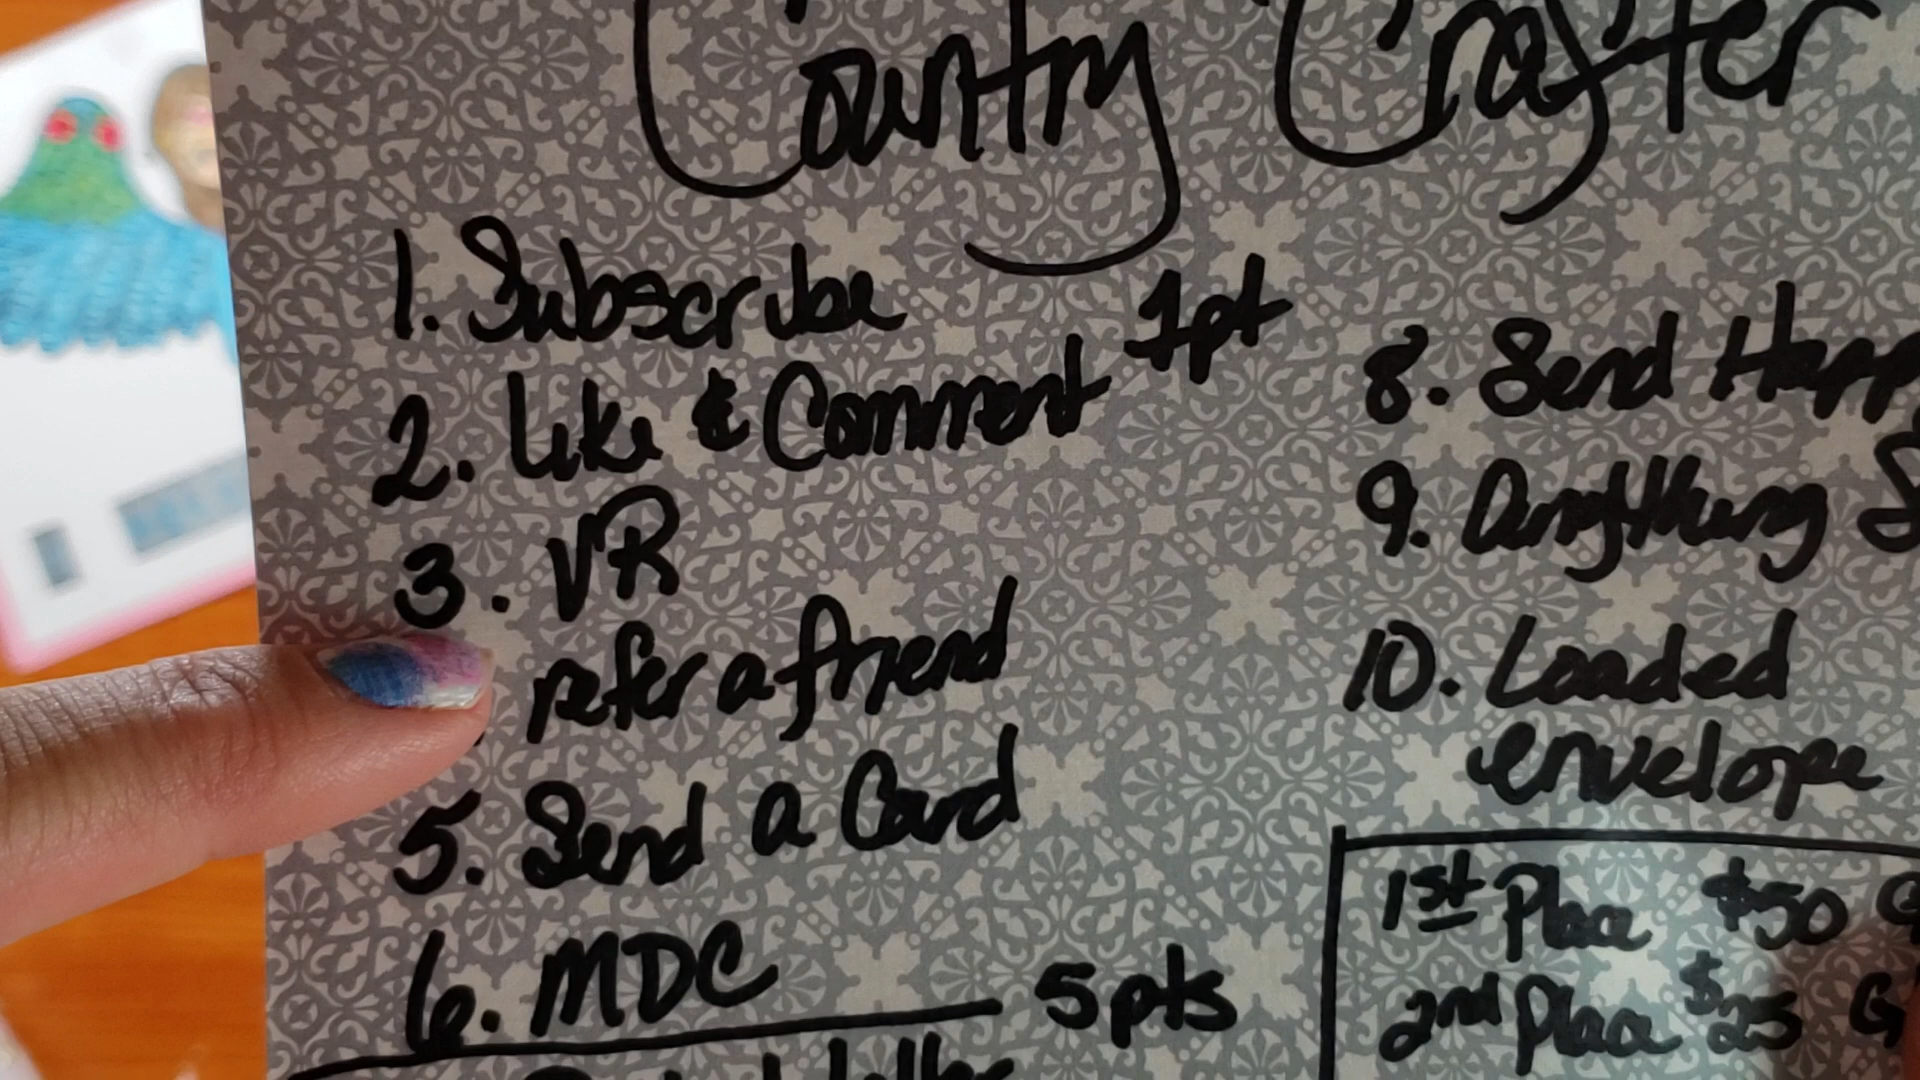 Country Crafter
1. Subscribe
2. Like & Comment 1pt
3. VR
refer a friend
5. Send a Card
6. MDC
5pts
8. Send Happy
9. Anything
10. Loaded
envelope
1st Place $50 G
2nd Place $25 G